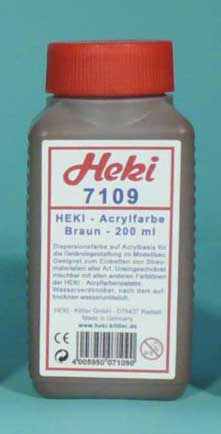 Heki
7109
HEKI - Acrylfarbe
Braun - 200 ml
Dispersionsfarbe auf Acrylbasis für
die Geländegestaltung im Modellbau.
Geeignet zum Einbetten von Streu-
materialien aller Art. Uneingeschränkt
mischbar mit allen anderen Farbtönen
der HEKI - Acrylfarbenpalette.
Wasserverdünnbar, nach dem auf-
trocknen wasserunlöslich.
HEKI - Kittler GmbH - D76437 Rastatt
Made in Germany
www.heki-kittler.de
4 005950 071090